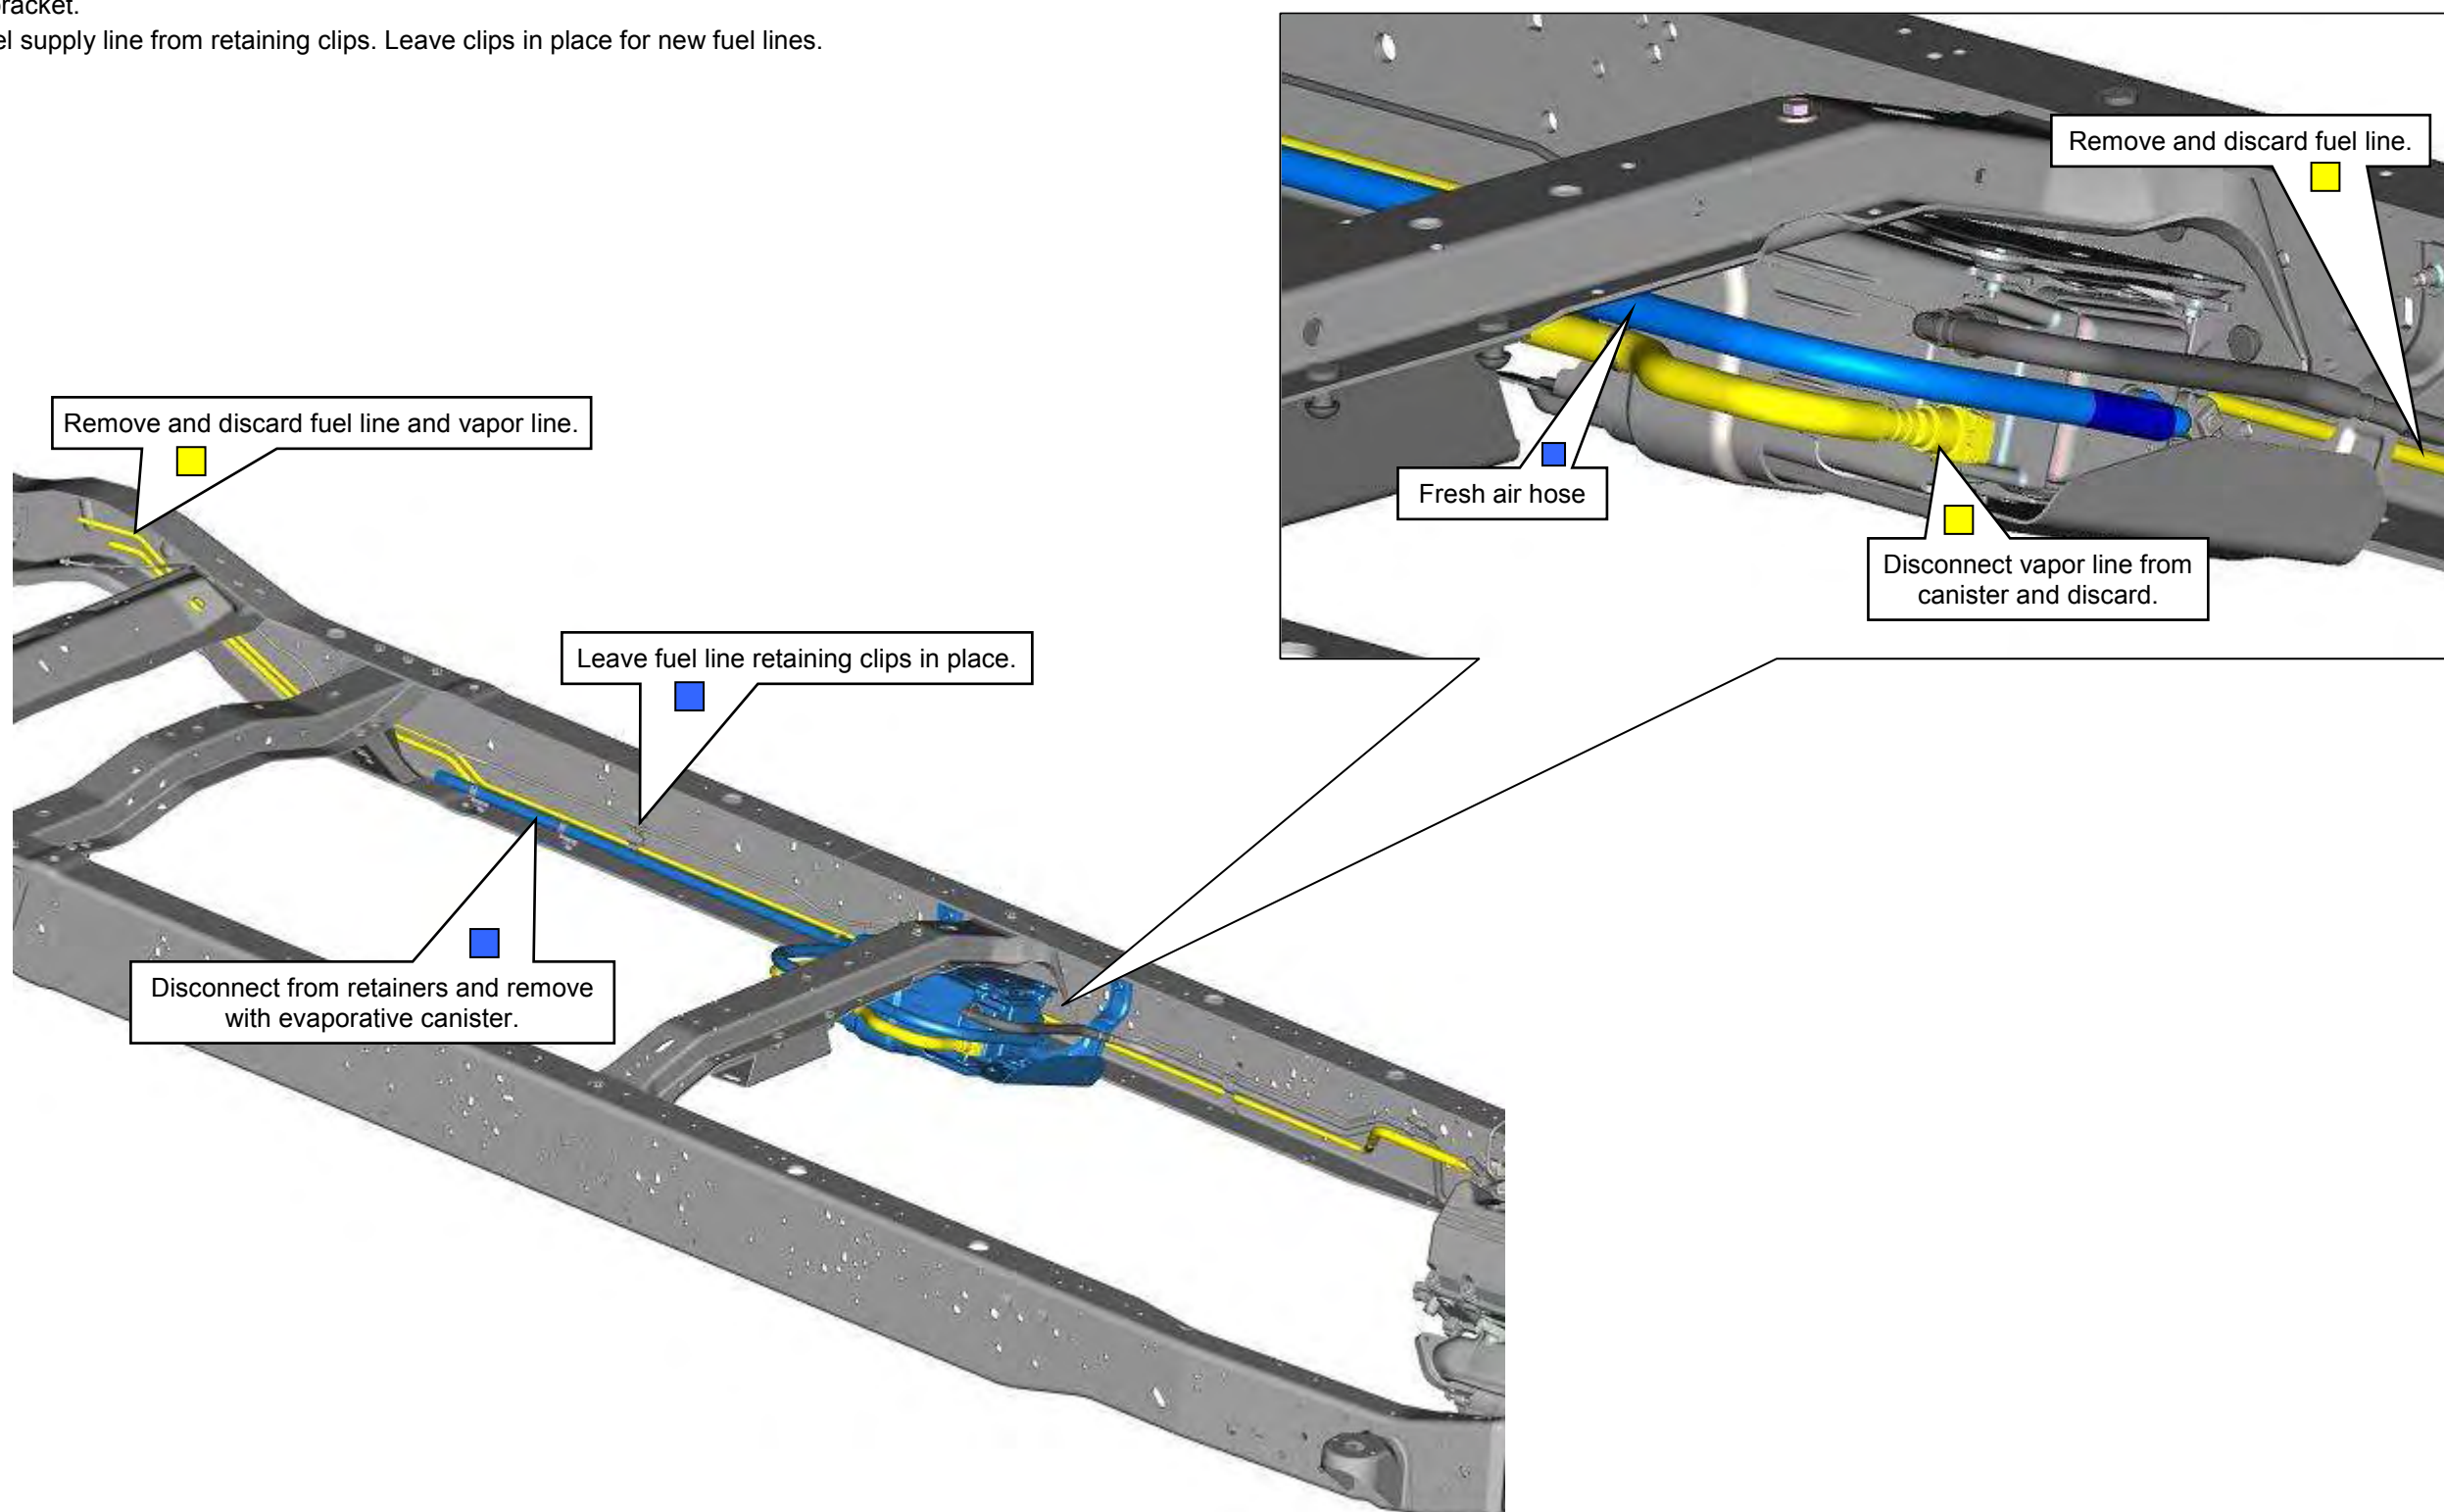 bracket.
supply line from retaining clips. Leave clips in place for new fuel lines.
Remove and discard fuel line.
Fresh air hose
Disconnect vapor line from
canister and discard.
Remove and discard fuel line and vapor line.
Leave fuel line retaining clips in place.
Disconnect from retainers and remove
with evaporative canister.